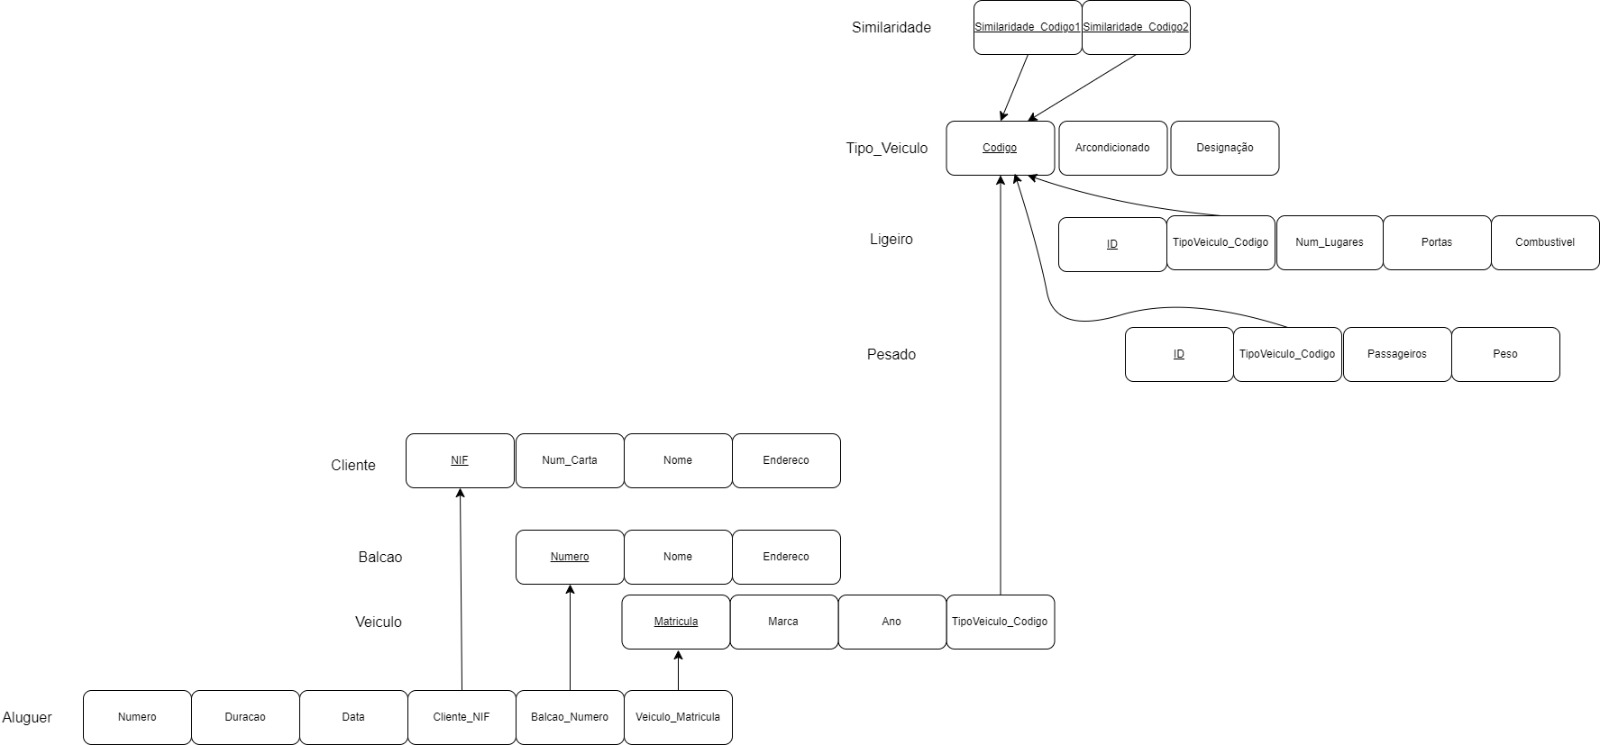 Similaridade Similaridade_Codigo1 Similaridade_Codigo2
Tipo_Veiculo Codigo Arcondicionado Designação
Ligeiro ID TipoVeiculo_Codigo Num_Lugares Portas Combustivel
Pesado ID TipoVeiculo_Codigo Passageiros Peso
Cliente NIF Num_Carta Nome Endereco
Balcao Numero Nome Endereco
Veiculo Matricula Marca Ano TipoVeiculo_Codigo
Aluguer Numero Duracao Data Cliente_NIF Balcao_Numero Veiculo_Matricula